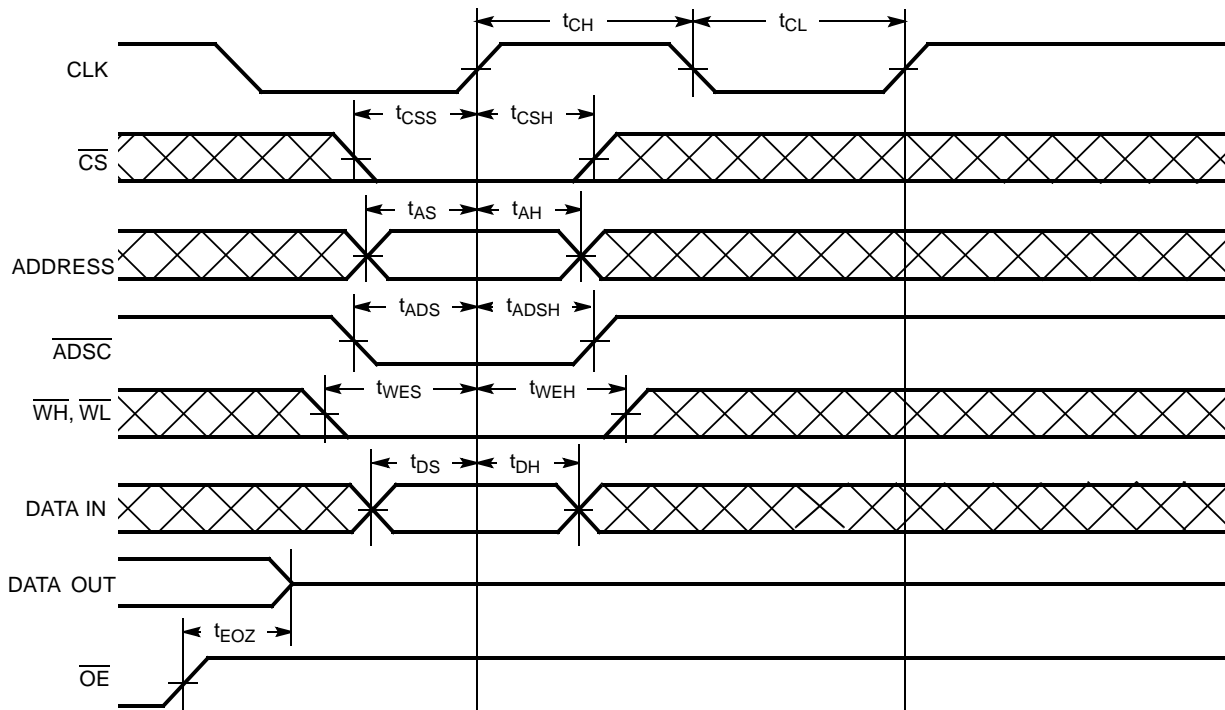 tCH tCL
CLK
tCSS tCSH
CS
tAS tAH
ADDRESS
tADS tADSH
ADSC
tWES tWEH
WH, WL
tDS tDH
DATA IN
DATA OUT
tEOZ
OE